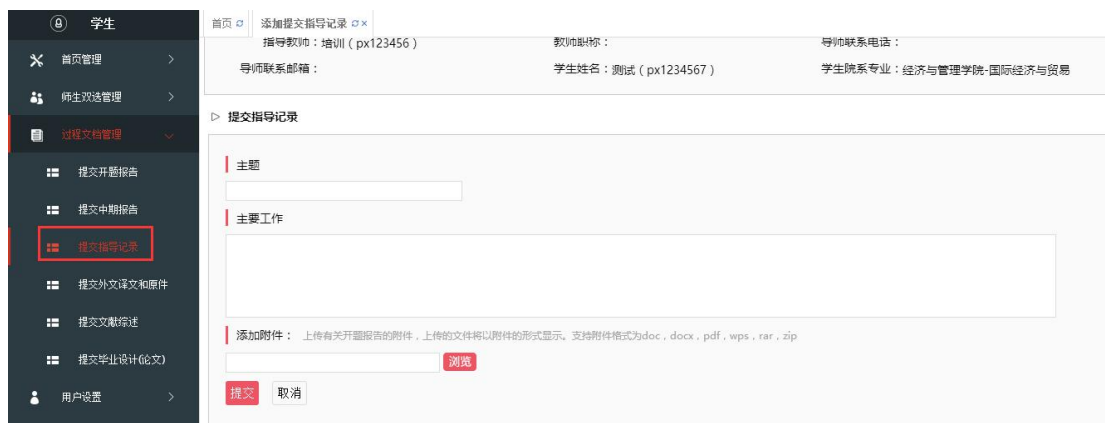 学生
首页 添加提交指导记录
首页管理
师生双选管理
过程文档管理
提交开题报告
提交中期报告
提交指导记录
提交外文译文和原件
提交文献综述
提交毕业设计(论文)
用户设置
指导教师：培训（px123456） 教师职称： 导师联系电话：
导师联系邮箱： 学生姓名：测试（px1234567） 学生院系专业：经济与管理学院-国际经济与贸易
提交指导记录
主题
主要工作
添加附件： 上传有关开题报告的附件，上传的文件将以附件的形式显示。支持附件格式为doc，docx，pdf，wps，rar，zip
浏览
提交 取消